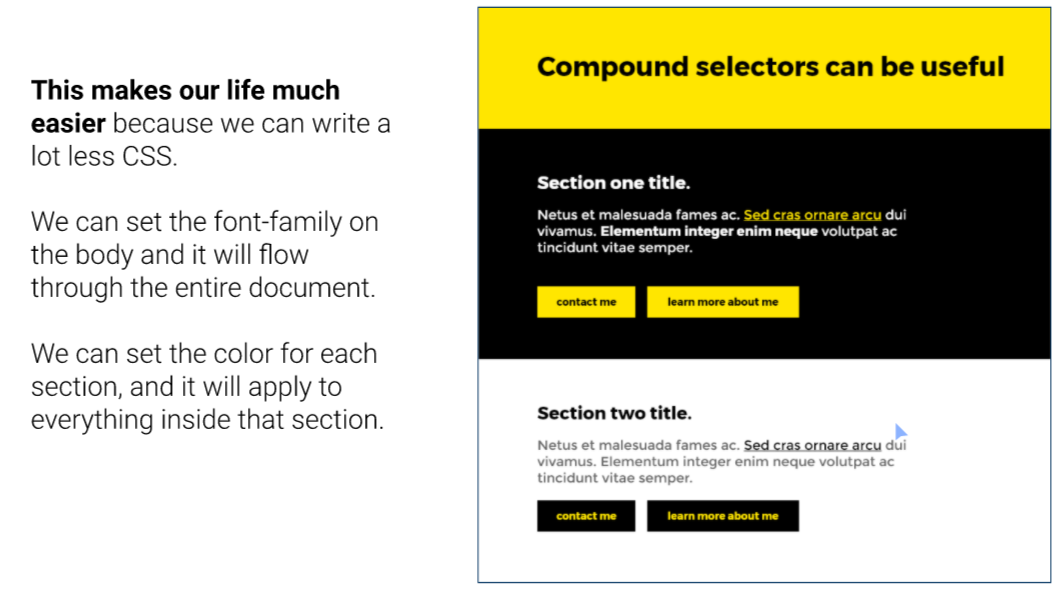 This makes our life much
easier because we can write a
lot less CSS.
We can set the font-family on
the body and it will flow
through the entire document.
We can set the color for each
section, and it will apply to
everything inside that section.
Compound selectors can be useful
Section one title.
Netus et malesuada fames ac. Sed cras ornare arcu dui
vivamus. Elementum integer enim neque volutpat ac
tincidunt vitae semper.
contact me
learn more about me
Section two title.
Netus et malesuada fames ac. Sed cras ornare arcu dui
vivamus. Elementum integer enim neque volutpat ac
tincidunt vitae semper.
contact me
learn more about me